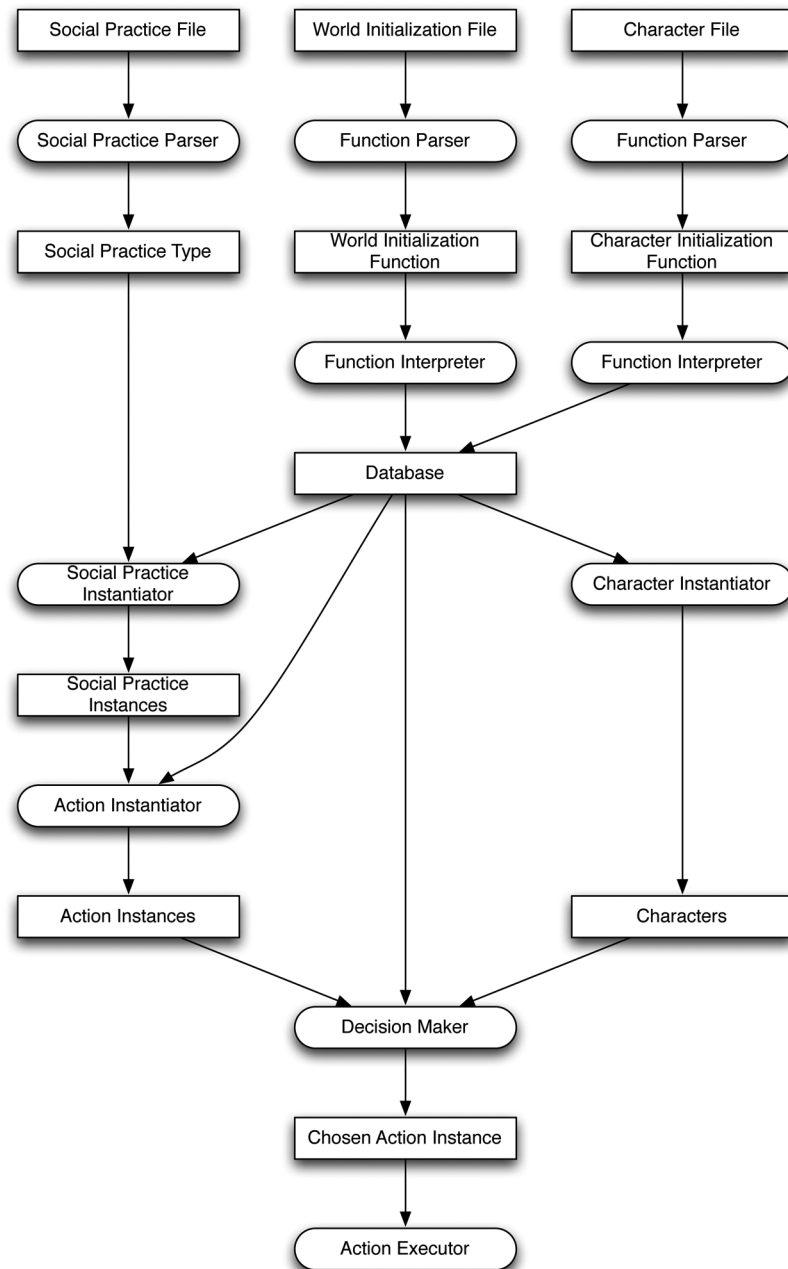 Social Practice File
World Initialization File
Character File
Social Practice Parser
Function Parser
Function Parser
Social Practice Type
World Initialization
Function
Character Initialization
Function
Function Interpreter
Function Interpreter
Database
Social Practice
Instantiator
Character Instantiator
Social Practice
Instances
Action Instantiator
Action Instances
Characters
Decision Maker
Chosen Action Instance
Action Executor